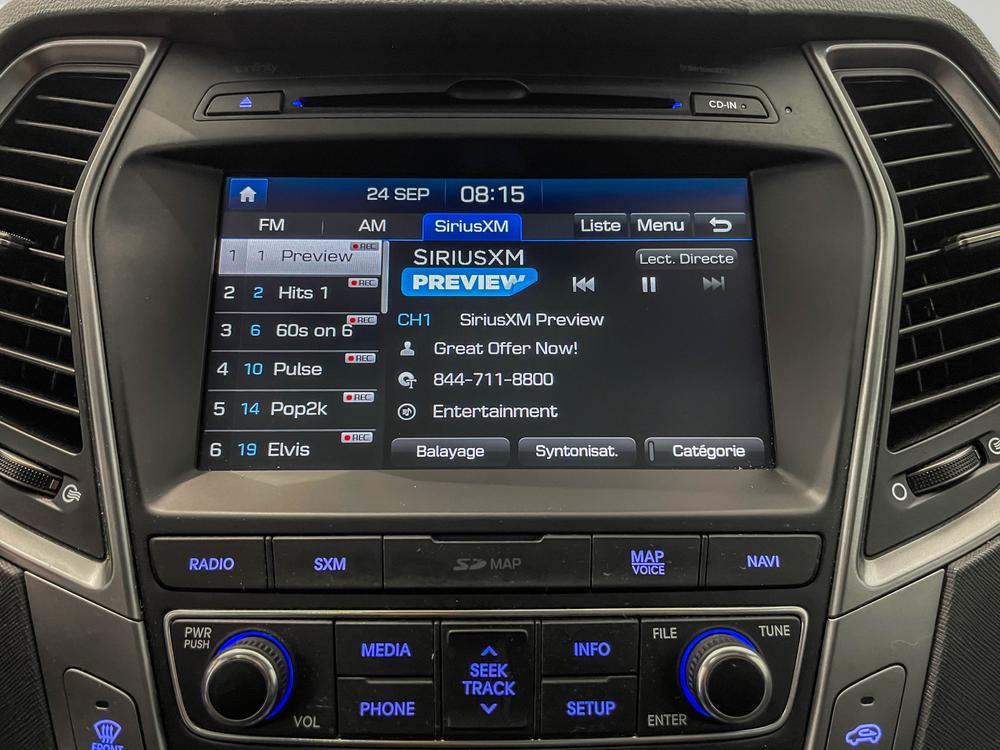 infinity
CD-IN
24 SEP 08:15
FM AM SiriusXM Liste Menu
1 1 Preview REC
2 2 Hits 1 REC
3 6 60s on 6 REC
4 10 Pulse REC
5 14 Pop2k REC
6 19 Elvis REC
SIRIUSXM
PREVIEW
Lect. Directe
CH1 SiriusXM Preview
Great Offer Now!
844-711-8800
Entertainment
Balayage Syntonisat. Catégorie
RADIO SXM SD MAP MAP VOICE NAVI
PWR
PUSH
VOL
MEDIA
PHONE
SEEK
TRACK
INFO
SETUP
FILE TUNE
ENTER
FRONT